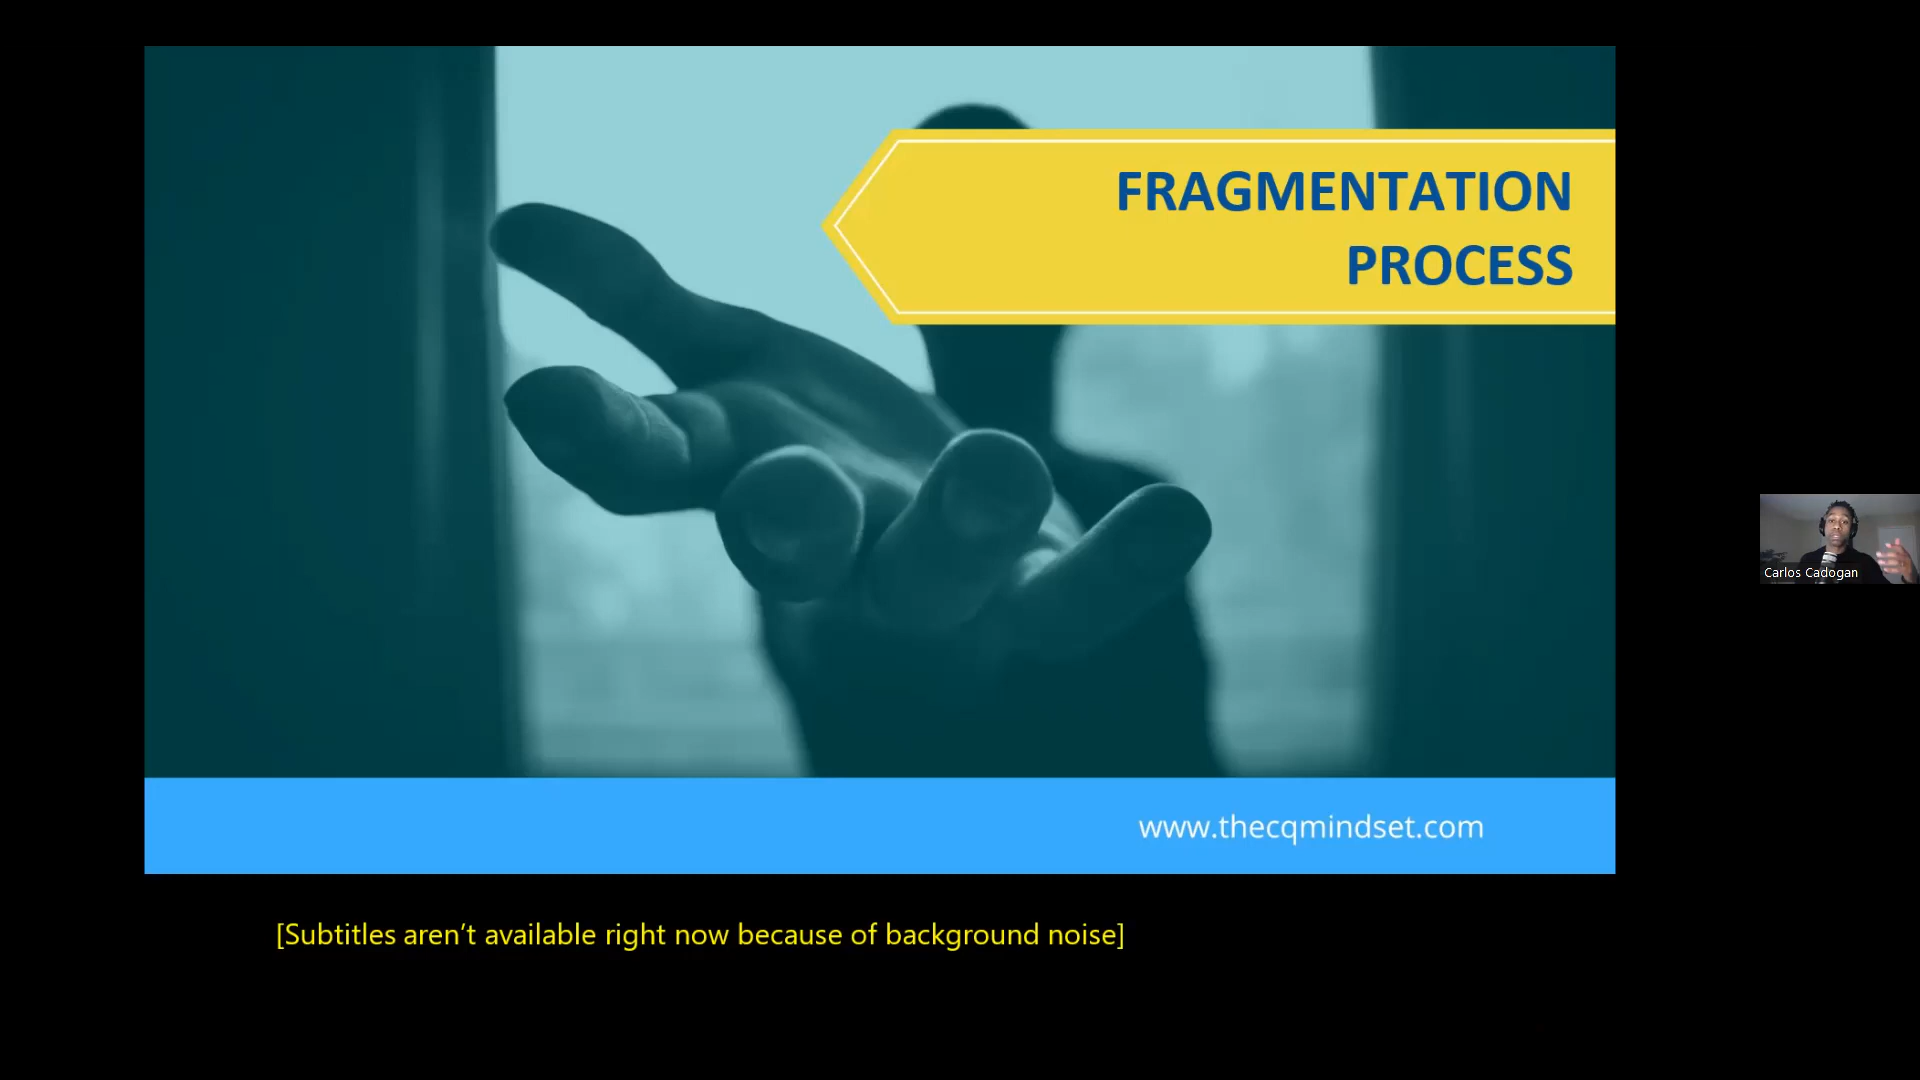 FRAGMENTATION
PROCESS
www.thecqmindset.com
Carlos Cadogan
[Subtitles aren’t available right now because of background noise]